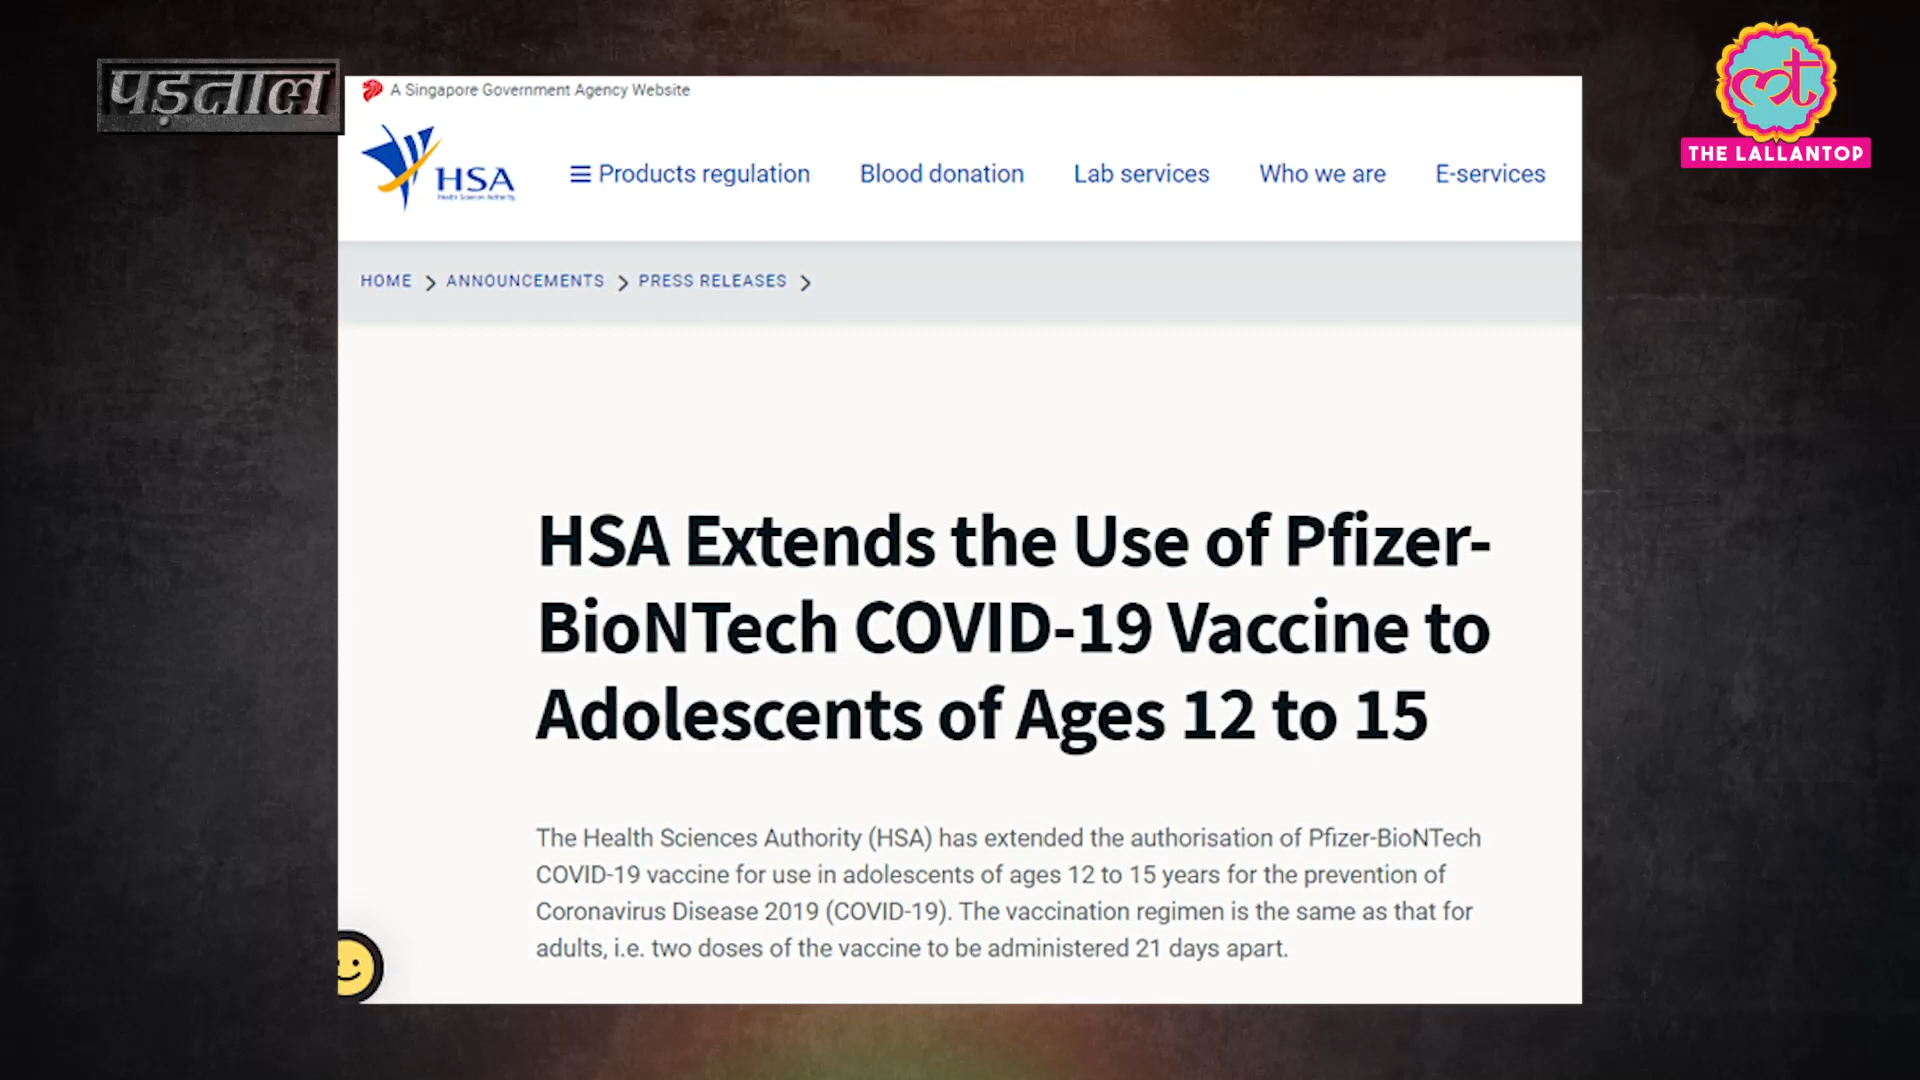 पड़ताल
A Singapore Government Agency Website
HSA
Health Sciences Authority
Products regulation Blood donation Lab services Who we are E-services
THE LALLANTOP
HOME > ANNOUNCEMENTS > PRESS RELEASES >
HSA Extends the Use of Pfizer-
BioNTech COVID-19 Vaccine to
Adolescents of Ages 12 to 15
The Health Sciences Authority (HSA) has extended the authorisation of Pfizer-BioNTech
COVID-19 vaccine for use in adolescents of ages 12 to 15 years for the prevention of
Coronavirus Disease 2019 (COVID-19). The vaccination regimen is the same as that for
adults, i.e. two doses of the vaccine to be administered 21 days apart.